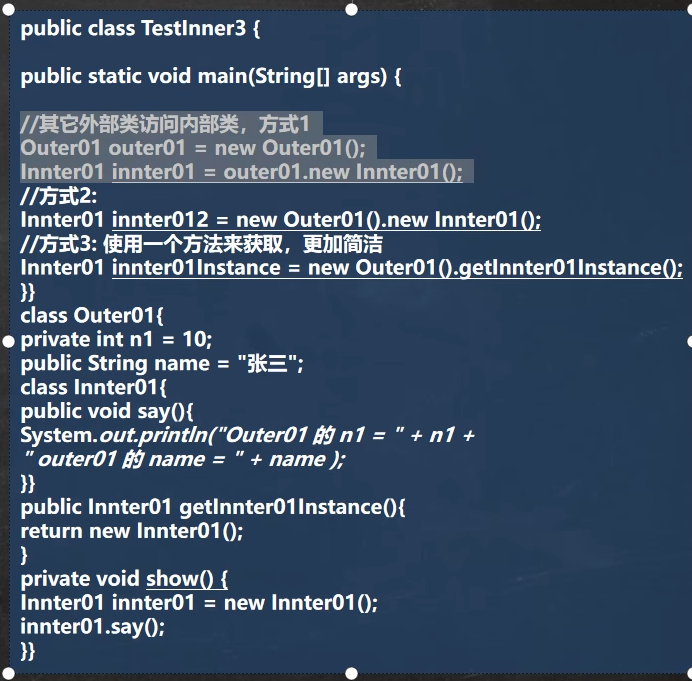 public class TestInner3 {
public static void main(String[] args) {
//其它外部类访问内部类，方式1
Outer01 outer01 = new Outer01();
Innter01 innter01 = outer01.new Innter01();
//方式2:
Innter01 innter012 = new Outer01().new Innter01();
//方式3: 使用一个方法来获取，更加简洁
Innter01 innter01Instance = new Outer01().getInnter01Instance();
}}
class Outer01{
private int n1 = 10;
public String name = "张三";
class Innter01{
public void say(){
System.out.println("Outer01 的 n1 = " + n1 +
" outer01 的 name = " + name );
}}
public Innter01 getInnter01Instance(){
return new Innter01();
}
private void show() {
Innter01 innter01 = new Innter01();
innter01.say();
}}